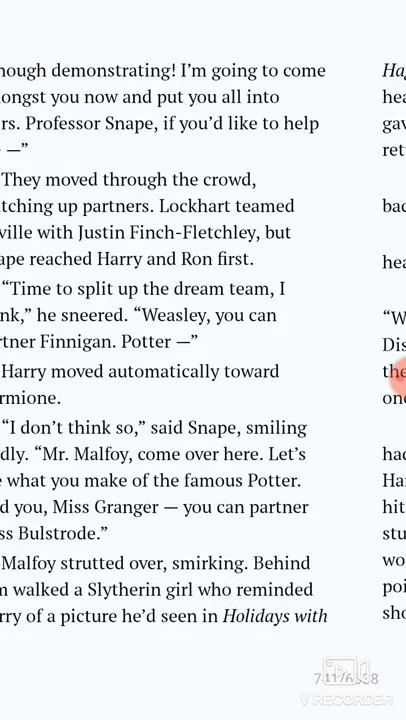 nough demonstrating! I'm going to come
ongst you now and put you all into
rs. Professor Snape, if you'd like to help
—”
They moved through the crowd,
tching up partners. Lockhart teamed
ville with Justin Finch-Fletchley, but
ape reached Harry and Ron first.
“Time to split up the dream team, I
nk,” he sneered. “Weasley, you can
rtner Finnigan. Potter —”
Harry moved automatically toward
rmione.
“I don't think so,” said Snape, smiling
dly. “Mr. Malfoy, come over here. Let's
e what you make of the famous Potter.
d you, Miss Granger — you can partner
ss Bulstrode.”
Malfoy strutted over, smirking. Behind
m walked a Slytherin girl who reminded
rry of a picture he'd seen in Holidays with
Hag
hea
gav
ret
bac
hea
“W
Dis
the
one
had
Har
hit
stu
wo
poi
sho
V RECORDER